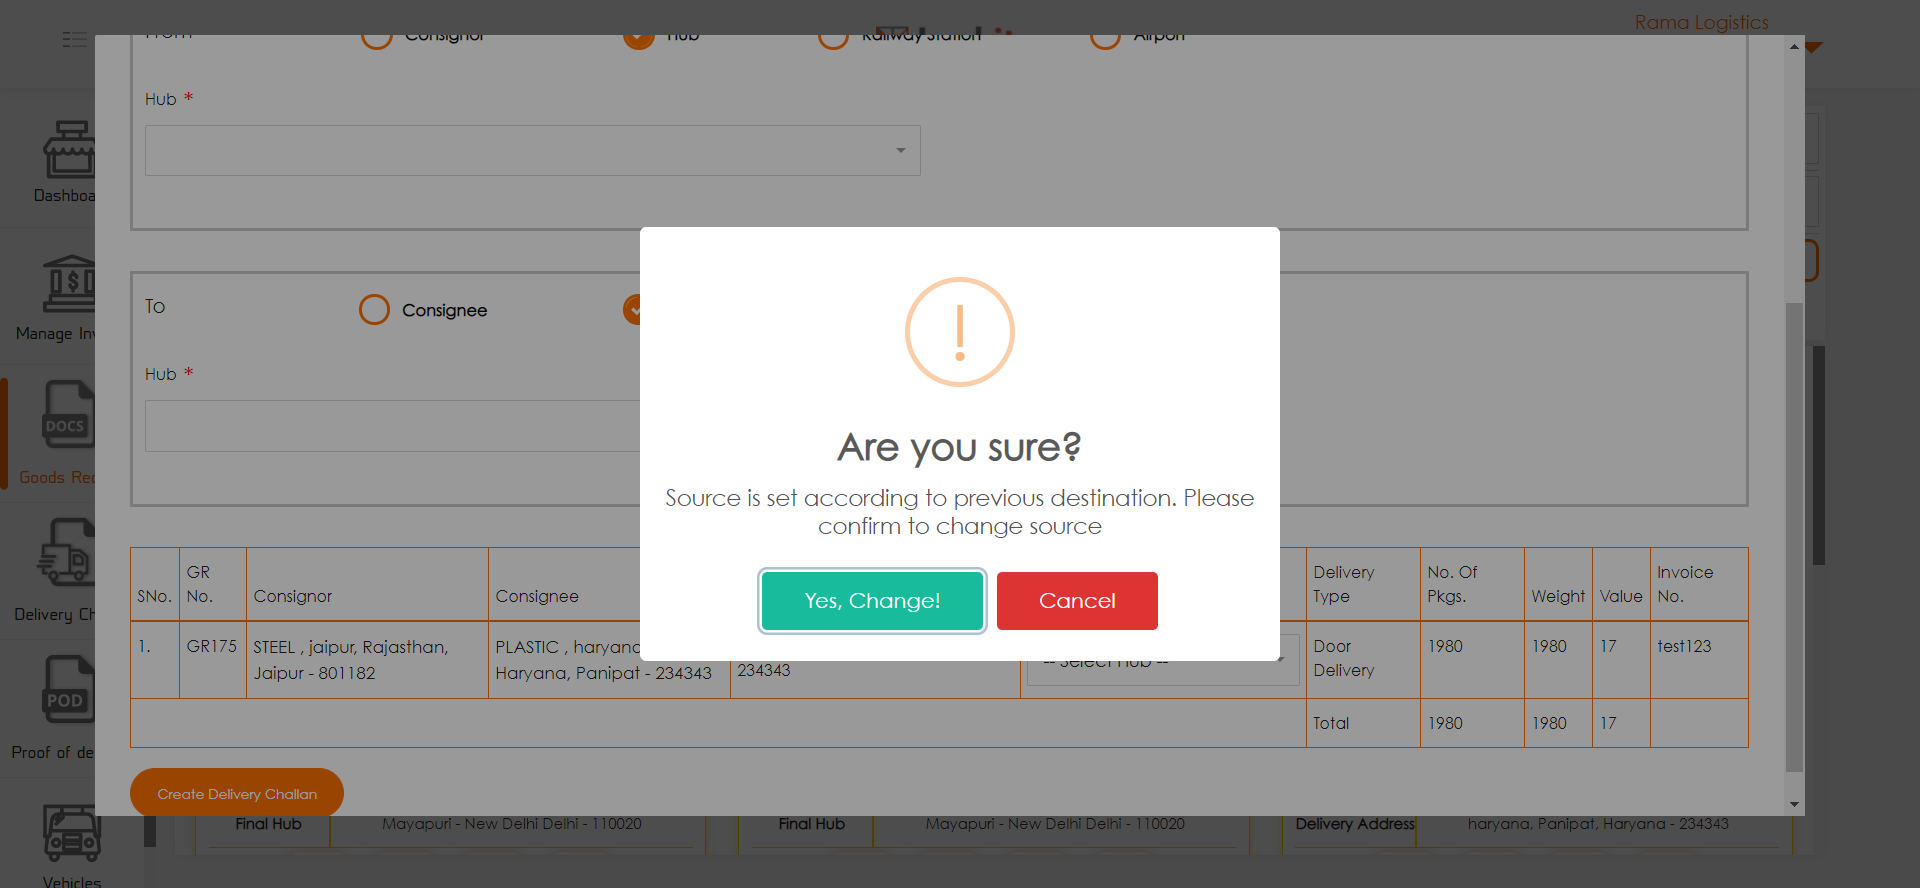 Rama Logistics
From
Consignor
Hub
Railway Station
Airport
Hub *
Dashboa
To
Consignee
Manage Inv
Hub *
DOCS
Goods Rec
Are you sure?
Source is set according to previous destination. Please
confirm to change source
Yes, Change!
Cancel
SNo.
GR
No.
Consignor
Consignee
Delivery
Type
No. Of
Pkgs.
Weight
Value
Invoice
No.
Delivery Ch
1.
GR175
STEEL , jaipur, Rajasthan,
Jaipur - 801182
PLASTIC , haryana
Haryana, Panipat - 234343
234343
-- Select Hub --
Door
Delivery
1980
1980
17
test123
POD
Total
1980
1980
17
Proof of de
Create Delivery Challan
Final Hub
Mayapuri - New Delhi Delhi - 110020
Final Hub
Mayapuri - New Delhi Delhi - 110020
Delivery Address
haryana, Panipat, Haryana - 234343
Vehicles